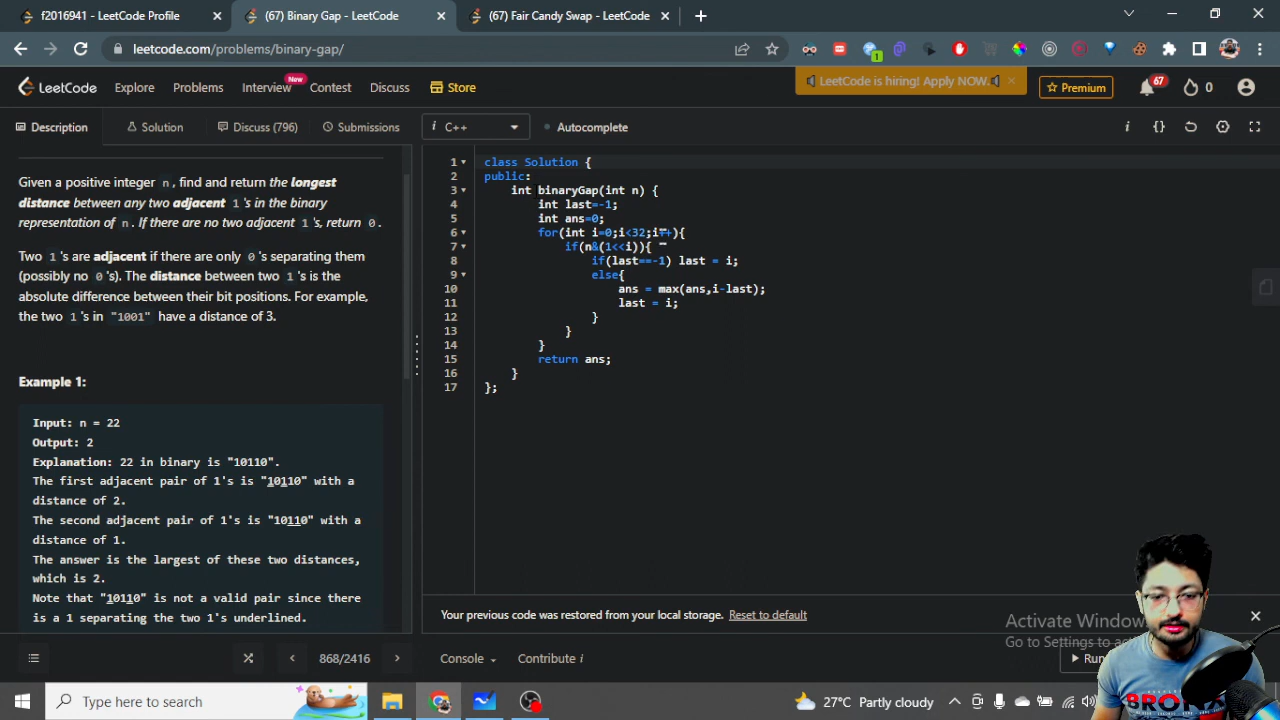 f2016941 - LeetCode Profile
(67) Binary Gap - LeetCode
(67) Fair Candy Swap - LeetCode
leetcode.com/problems/binary-gap/
1
LeetCode
Explore
Problems
Interview
New
Contest
Discuss
Store
LeetCode is hiring! Apply NOW.
Premium
67
0
Description
Solution
Discuss (796)
Submissions
i C++
Autocomplete
Given a positive integer n, find and return the longest
distance between any two adjacent 1's in the binary
representation of n. If there are no two adjacent 1's, return 0.
Two 1's are adjacent if there are only 0's separating them
(possibly no 0's). The distance between two 1's is the
absolute difference between their bit positions. For example,
the two 1's in "1001" have a distance of 3.
Example 1:
Input: n = 22
Output: 2
Explanation: 22 in binary is "10110".
The first adjacent pair of 1's is "10110" with a
distance of 2.
The second adjacent pair of 1's is "10110" with a
distance of 1.
The answer is the largest of these two distances,
which is 2.
Note that "10110" is not a valid pair since there
is a 1 separating the two 1's underlined.
1 class Solution {
2 public:
3 int binaryGap(int n) {
4 int last=-1;
5 int ans=0;
6 for(int i=0;i<32;i++){
7 if(n&(1<<i)){
8 if(last==-1) last = i;
9 else{
10 ans = max(ans,i-last);
11 last = i;
12 }
13 }
14 }
15 return ans;
16 }
17 };
Your previous code was restored from your local storage. Reset to default
868/2416
Console
Contribute i
Activate Windows
Go to Settings to
Type here to search
27°C Partly cloudy